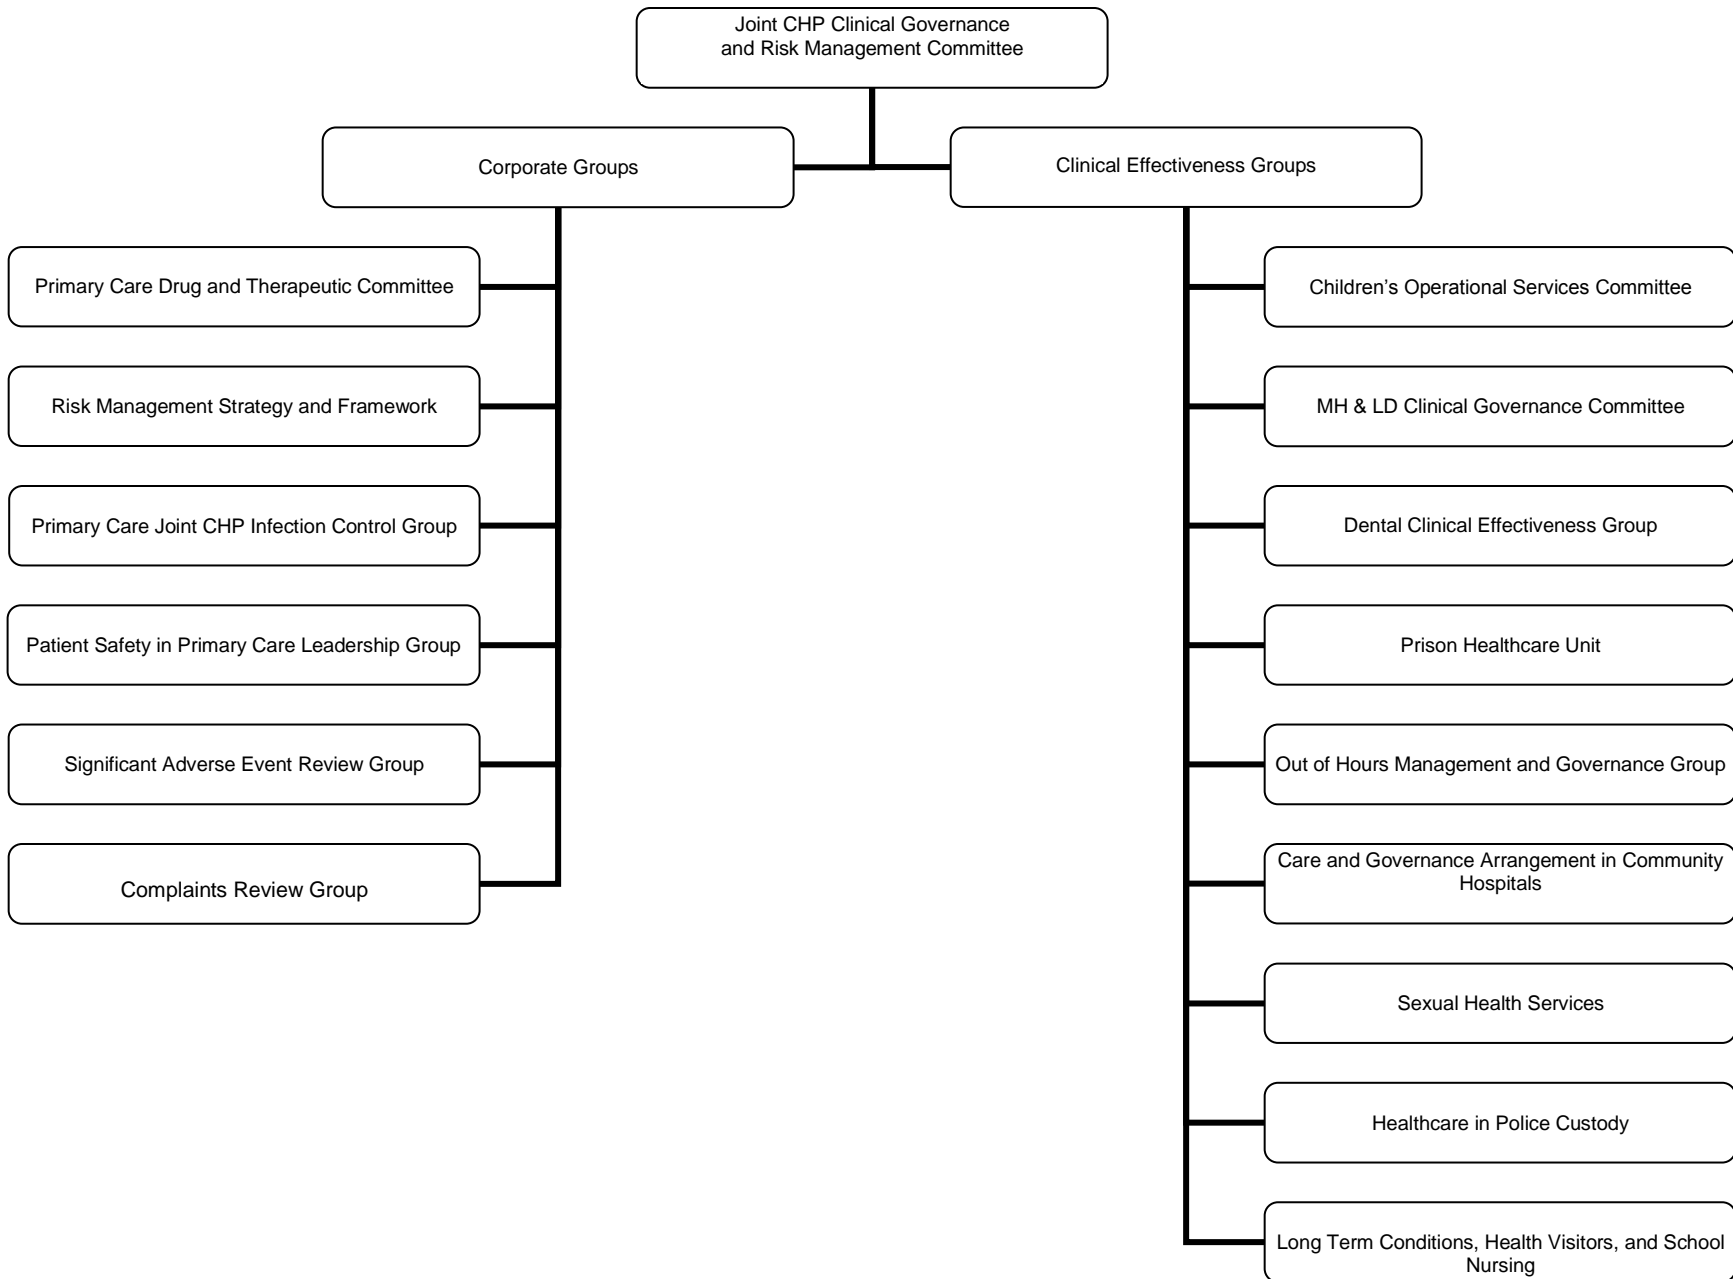 Joint CHP Clinical Governance
and Risk Management Committee
Corporate Groups
Clinical Effectiveness Groups
Primary Care Drug and Therapeutic Committee
Risk Management Strategy and Framework
Primary Care Joint CHP Infection Control Group
Patient Safety in Primary Care Leadership Group
Significant Adverse Event Review Group
Complaints Review Group
Children’s Operational Services Committee
MH & LD Clinical Governance Committee
Dental Clinical Effectiveness Group
Prison Healthcare Unit
Out of Hours Management and Governance Group
Care and Governance Arrangement in Community
Hospitals
Sexual Health Services
Healthcare in Police Custody
Long Term Conditions, Health Visitors, and School
Nursing